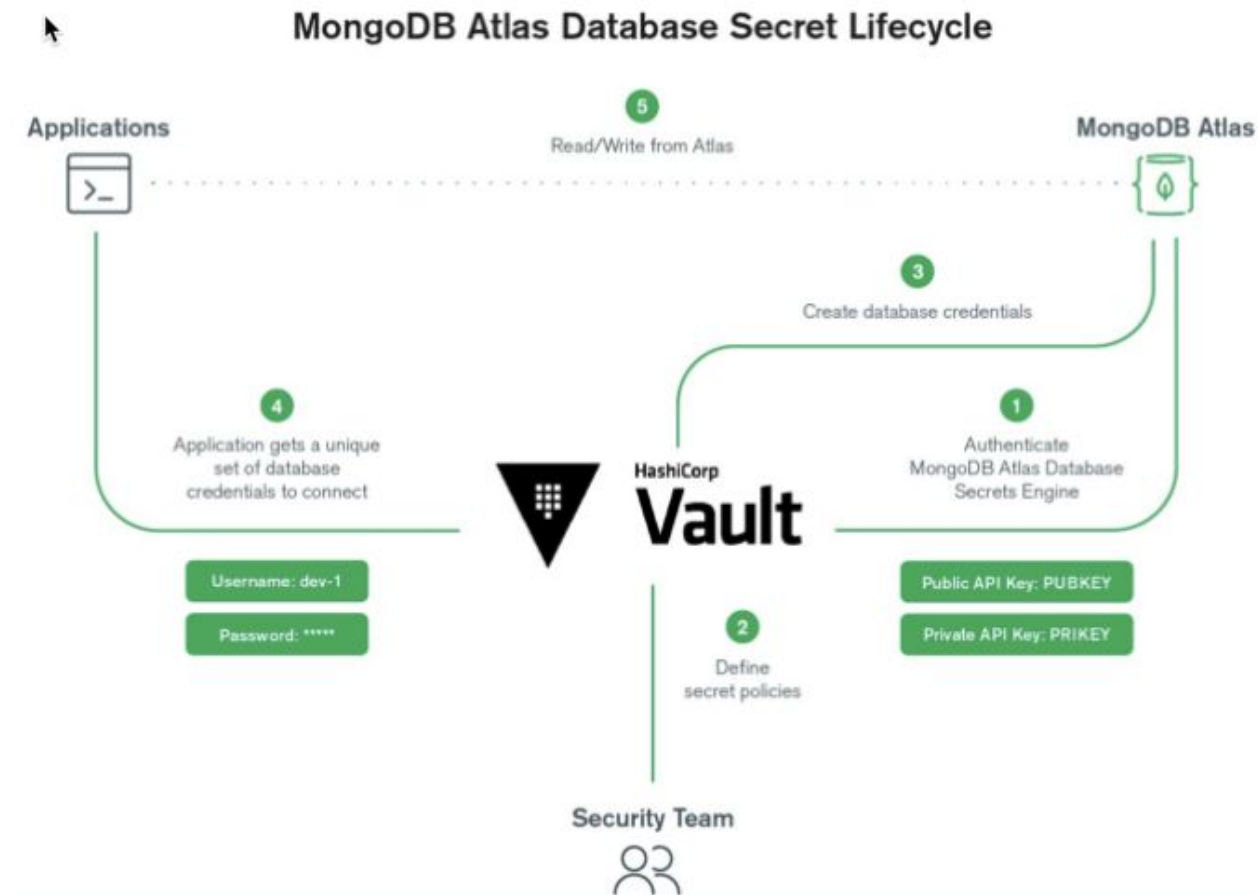 MongoDB Atlas Database Secret Lifecycle
5
Read/Write from Atlas
Applications
MongoDB Atlas
3
Create database credentials
4
Application gets a unique
set of database
credentials to connect
1
Authenticate
MongoDB Atlas Database
Secrets Engine
HashiCorp
Vault
Username: dev-1
Password: *****
Public API Key: PUBKEY
Private API Key: PRIKEY
2
Define
secret policies
Security Team